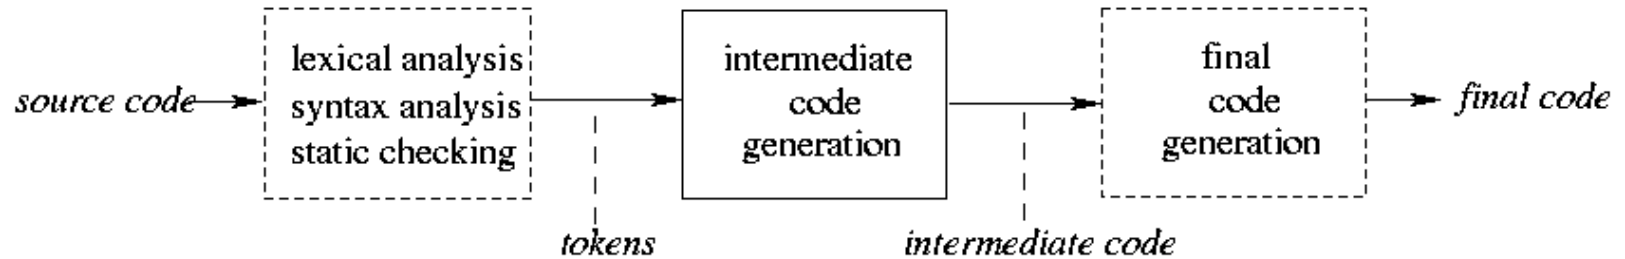 source code
lexical analysis
syntax analysis
static checking
tokens
intermediate
code
generation
intermediate code
final
code
generation
final code